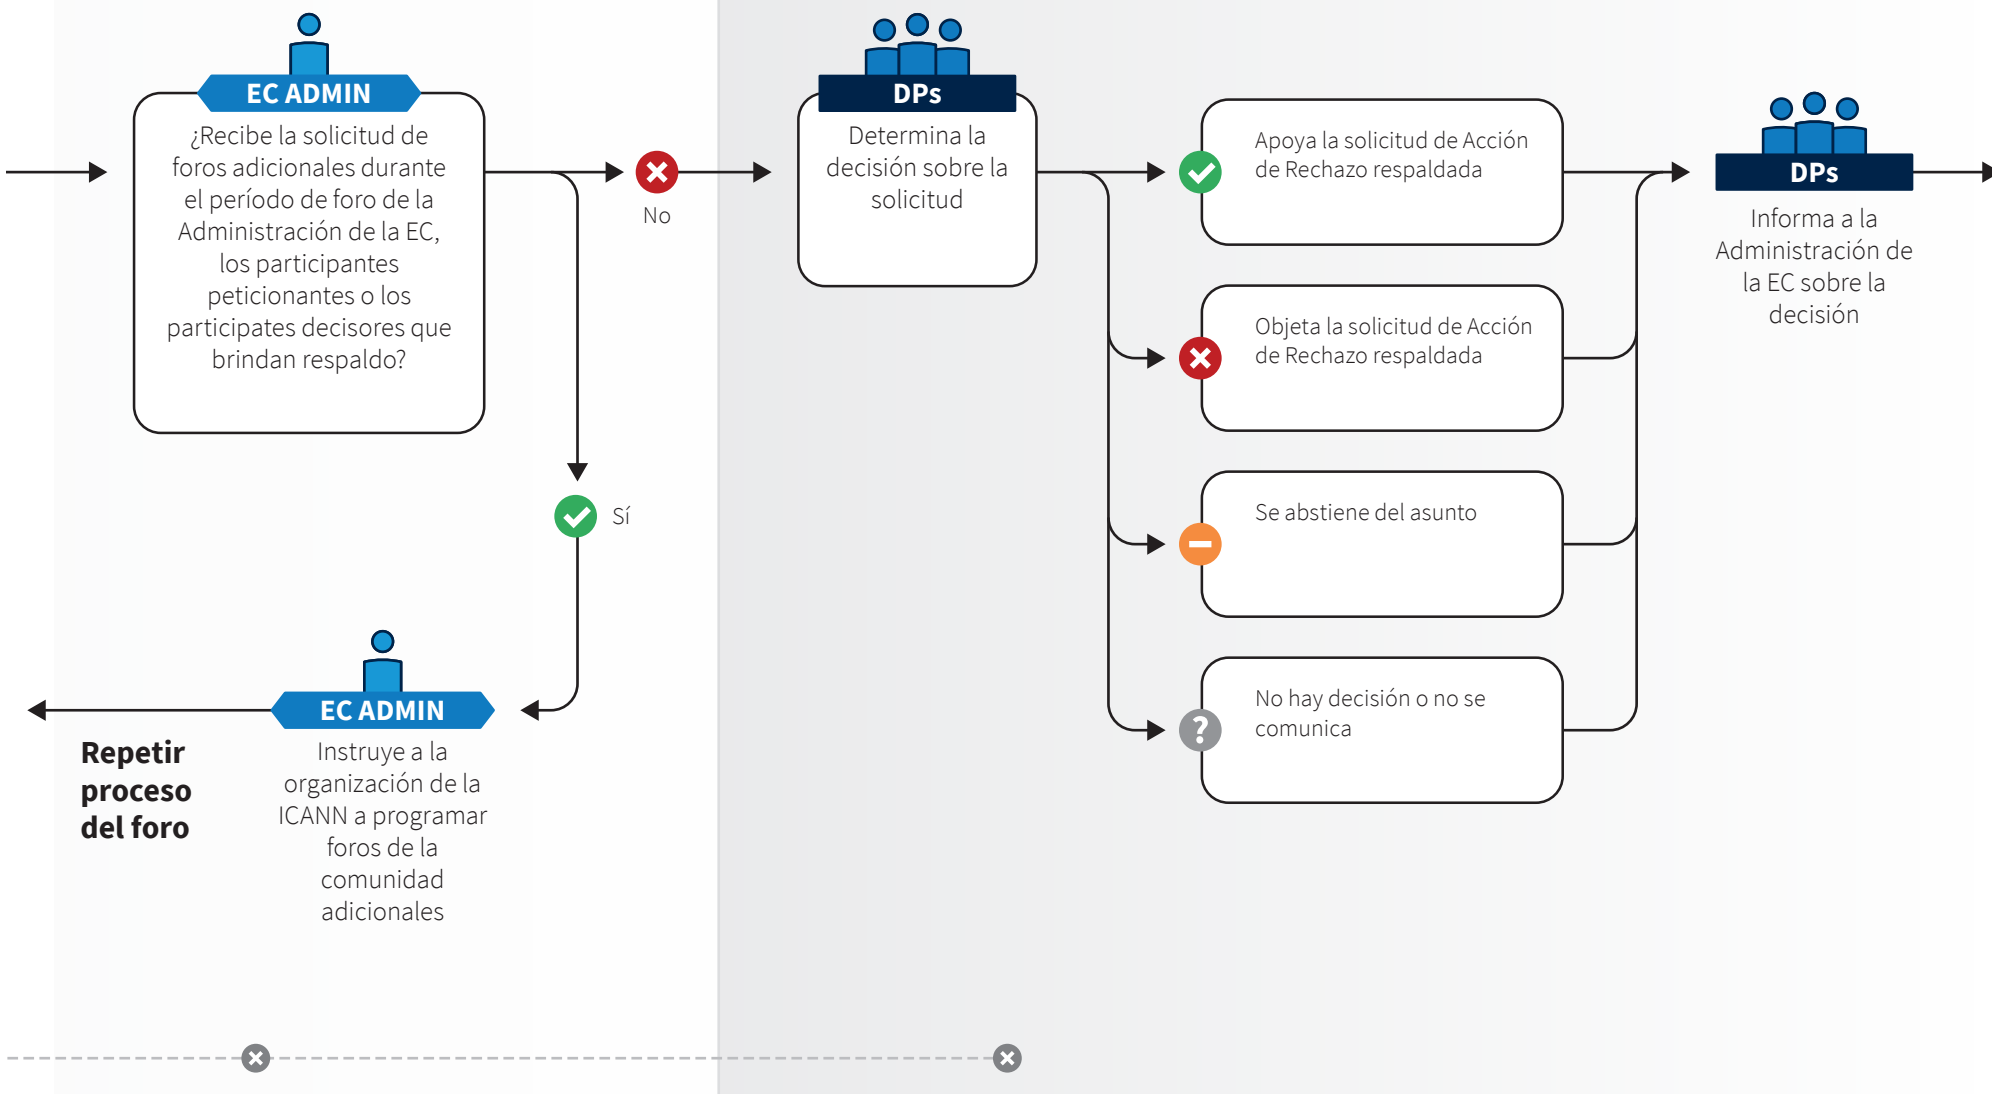 EC ADMIN
¿Recibe la solicitud de
foros adicionales durante
el período de foro de la
Administración de la EC,
los participantes
peticionantes o los
participates decisores que
brindan respaldo?
No
Sí
EC ADMIN
Instruye a la
organización de la
ICANN a programar
foros de la
comunidad
adicionales
Repetir
proceso
del foro
DPs
Determina la
decisión sobre la
solicitud
Apoya la solicitud de Acción
de Rechazo respaldada
Objeta la solicitud de Acción
de Rechazo respaldada
Se abstiene del asunto
?
No hay decisión o no se
comunica
DPs
Informa a la
Administración de
la EC sobre la
decisión